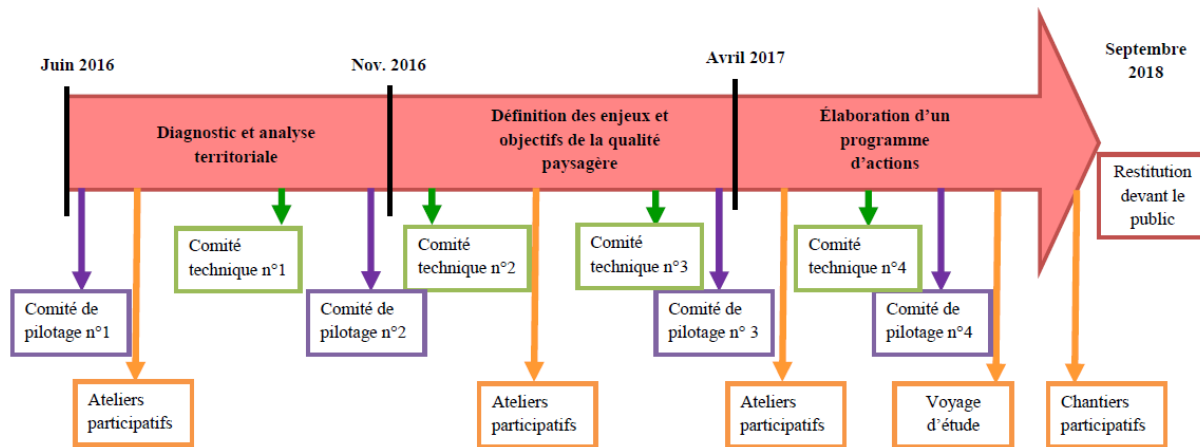 Juin 2016
Nov. 2016
Avril 2017
Septembre
2018
Diagnostic et analyse
territoriale
Définition des enjeux et
objectifs de la qualité
paysagère
Élaboration d'un
programme
d'actions
Restitution
devant le
public
Comité
technique n°1
Comité
technique n°2
Comité
technique n°3
Comité
technique n°4
Comité de
pilotage n°1
Comité de
pilotage n°2
Comité de
pilotage n° 3
Comité de
pilotage n°4
Ateliers
participatifs
Ateliers
participatifs
Ateliers
participatifs
Voyage
d'étude
Chantiers
participatifs